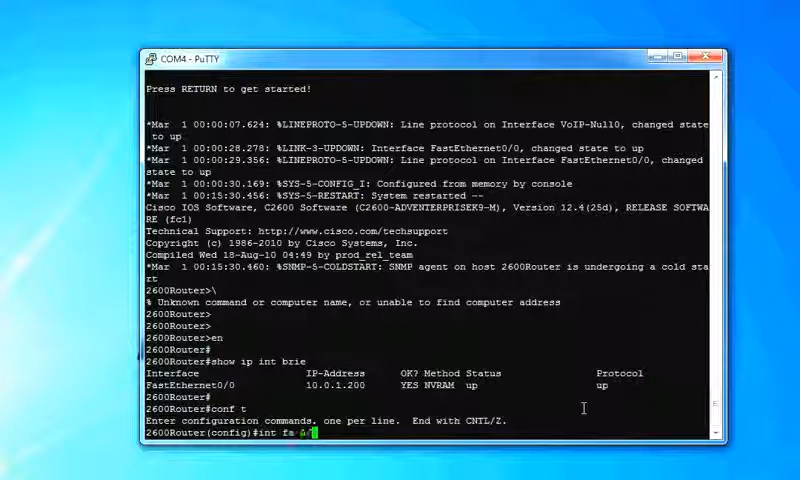 COM4 - PuTTY
Press RETURN to get started!
*Mar  1 00:00:07.624: %LINEPROTO-5-UPDOWN: Line protocol on Interface VoIP-Null0, changed state
 to up
*Mar  1 00:00:28.278: %LINK-3-UPDOWN: Interface FastEthernet0/0, changed state to up
*Mar  1 00:00:29.356: %LINEPROTO-5-UPDOWN: Line protocol on Interface FastEthernet0/0, changed
state to up
*Mar  1 00:00:30.169: %SYS-5-CONFIG_I: Configured from memory by console
*Mar  1 00:15:30.456: %SYS-5-RESTART: System restarted --
Cisco IOS Software, C2600 Software (C2600-ADVENTERPRISEK9-M), Version 12.4(25d), RELEASE SOFTWA
RE (fc1)
Technical Support: http://www.cisco.com/techsupport
Copyright (c) 1986-2010 by Cisco Systems, Inc.
Compiled Wed 18-Aug-10 04:49 by prod_rel_team
*Mar  1 00:15:30.460: %SNMP-5-COLDSTART: SNMP agent on host 2600Router is undergoing a cold sta
rt
2600Router>\
% Unknown command or computer name, or unable to find computer address
2600Router>
2600Router>
2600Router>en
2600Router#
2600Router#show ip int brie
Interface IP-Address OK? Method Status Protocol
FastEthernet0/0 10.0.1.200 YES NVRAM up up
2600Router#
2600Router#conf t
Enter configuration commands, one per line.  End with CNTL/Z.
2600Router(config)#int fa